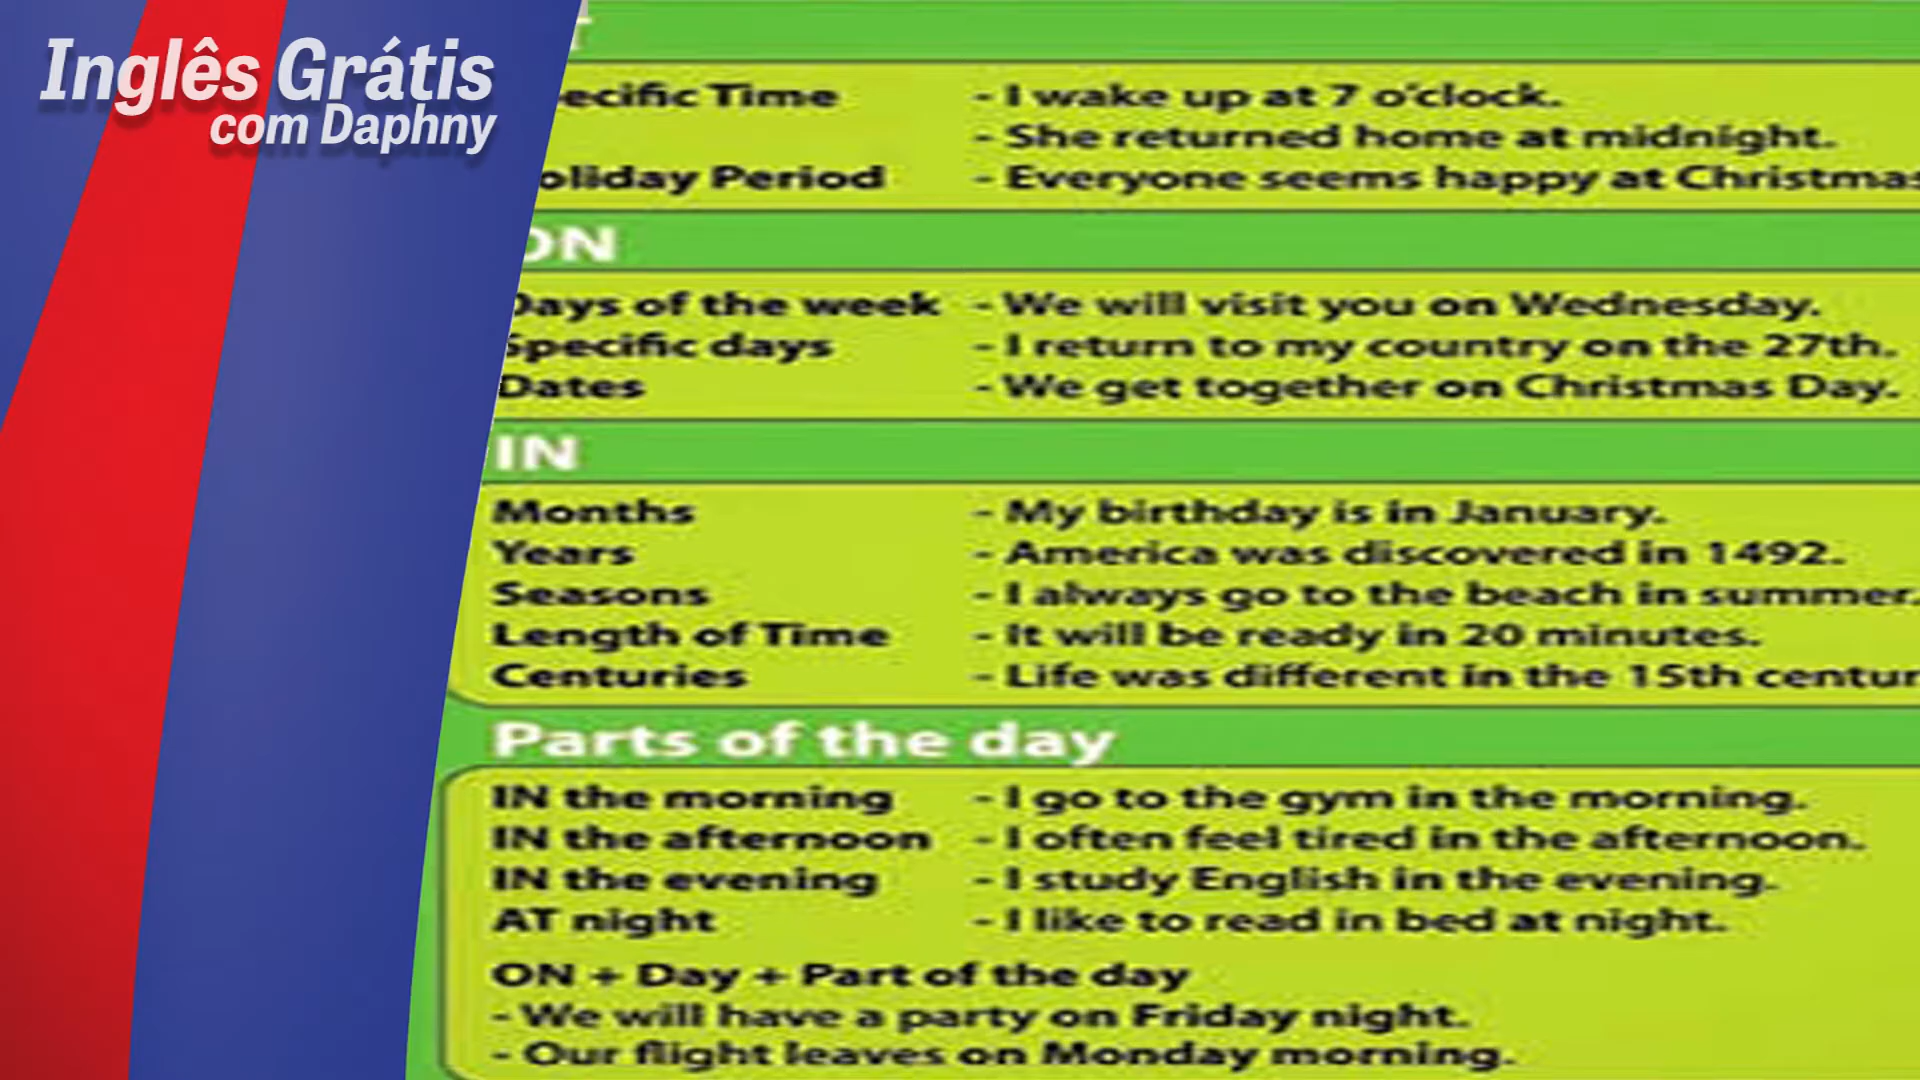 Inglês Grátis
com Daphny
ecific Time - I wake up at 7 o'clock.
- She returned home at midnight.
oliday Period - Everyone seems happy at Christmas
ON
Days of the week - We will visit you on Wednesday.
Specific days - I return to my country on the 27th.
Dates - We get together on Christmas Day.
IN
Months - My birthday is in January.
Years - America was discovered in 1492.
Seasons - I always go to the beach in summer.
Length of Time - It will be ready in 20 minutes.
Centuries - Life was different in the 15th centur
Parts of the day
IN the morning - I go to the gym in the morning.
IN the afternoon - I often feel tired in the afternoon.
IN the evening - I study English in the evening.
AT night - I like to read in bed at night.
ON + Day + Part of the day
- We will have a party on Friday night.
- Our flight leaves on Monday morning.